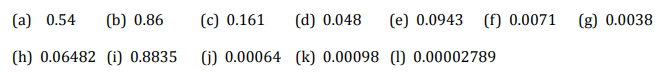 (a) 0.54 (b) 0.86 (c) 0.161 (d) 0.048 (e) 0.0943 (f) 0.0071 (g) 0.0038
(h) 0.06482 (i) 0.8835 (j) 0.00064 (k) 0.00098 (l) 0.00002789